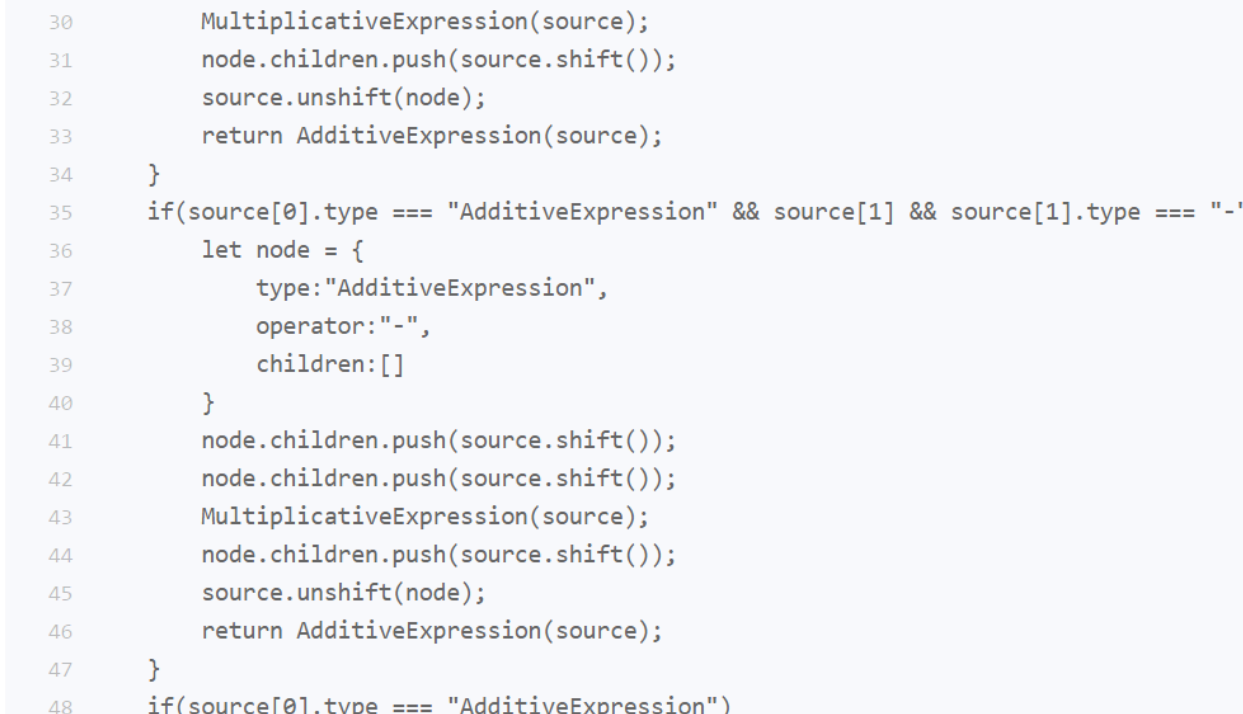 30 MultiplicativeExpression(source);
31 node.children.push(source.shift());
32 source.unshift(node);
33 return AdditiveExpression(source);
34 }
35 if(source[0].type === "AdditiveExpression" && source[1] && source[1].type === "-"
36 let node = {
37 type:"AdditiveExpression",
38 operator:"-",
39 children:[]
40 }
41 node.children.push(source.shift());
42 node.children.push(source.shift());
43 MultiplicativeExpression(source);
44 node.children.push(source.shift());
45 source.unshift(node);
46 return AdditiveExpression(source);
47 }
48 if(source[0].type === "AdditiveExpression")